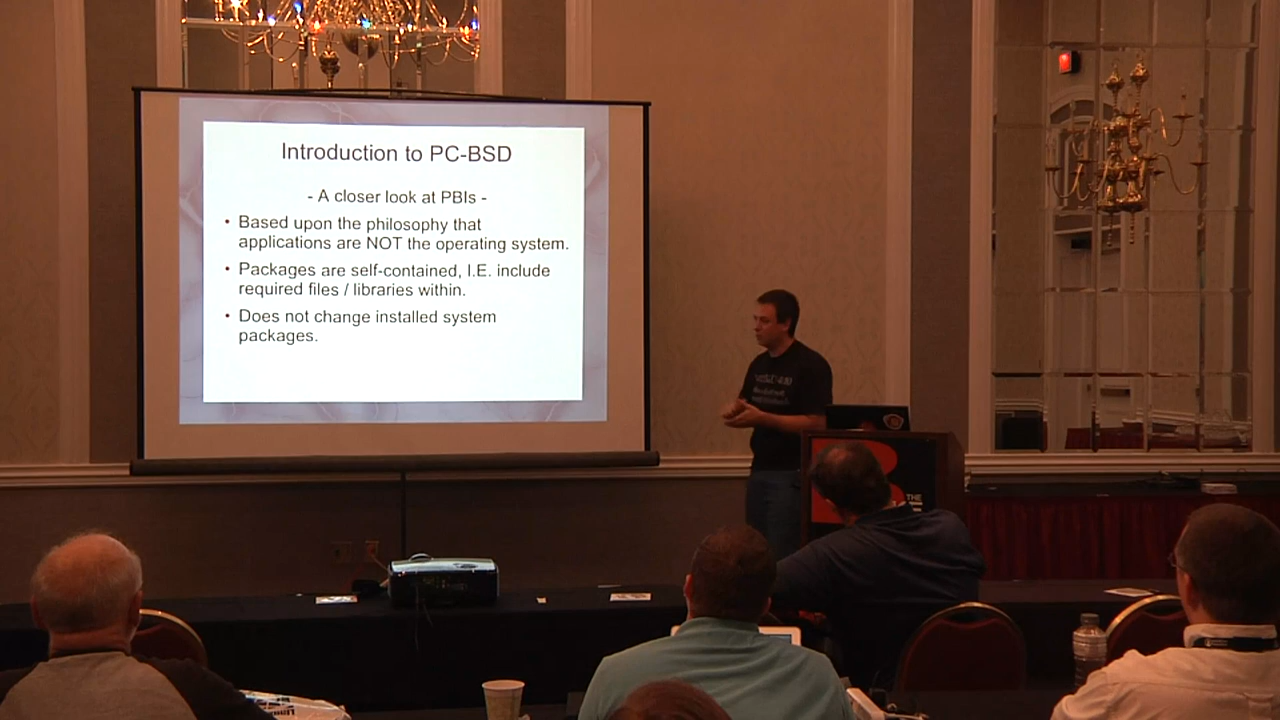 Introduction to PC-BSD
- A closer look at PBIs -
• Based upon the philosophy that
applications are NOT the operating system.
• Packages are self-contained, I.E. include
required files / libraries within.
• Does not change installed system
packages.
THE